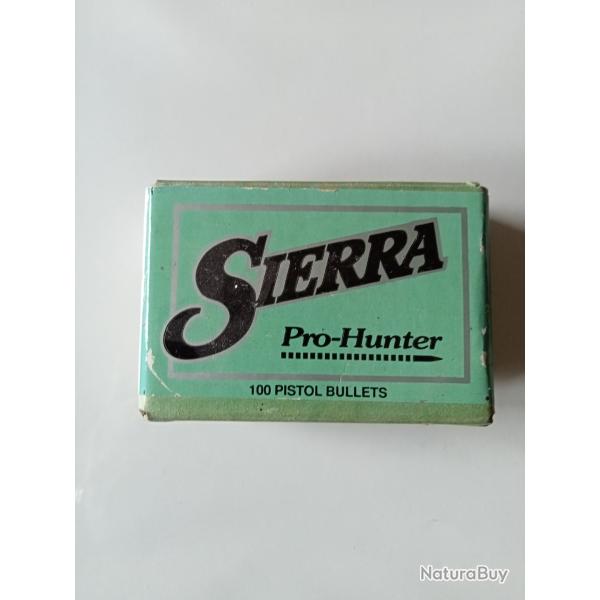 SIERRA
Pro-Hunter
100 PISTOL BULLETS
NaturaBuy